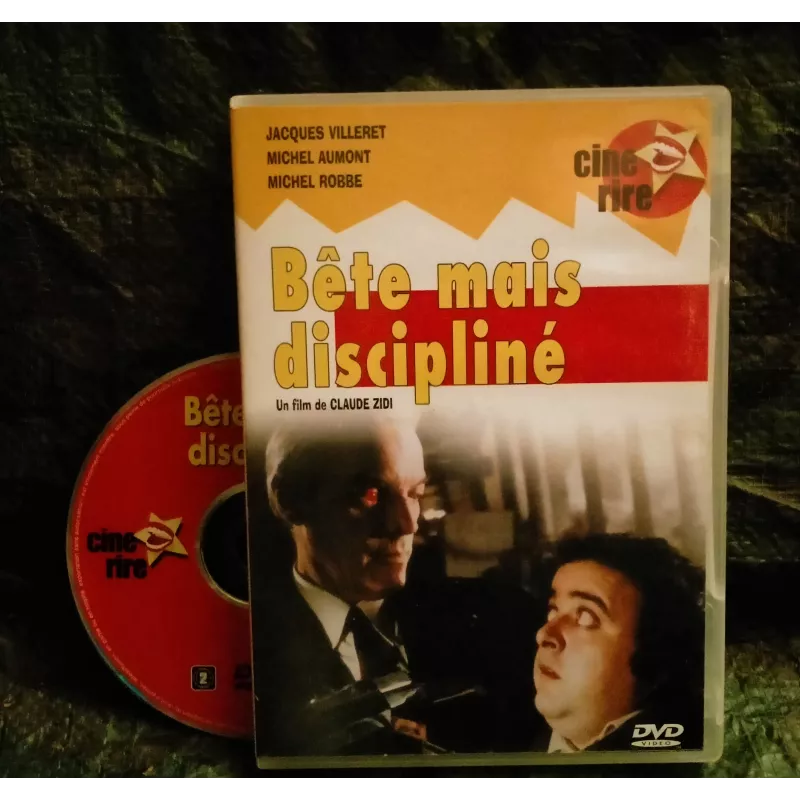 JACQUES VILLERET
MICHEL AUMONT
MICHEL ROBBE
cine
rire
Bête mais
discipliné
Un film de CLAUDE ZIDI
Bête
disc
cine
rire
2
DVD
VIDEO